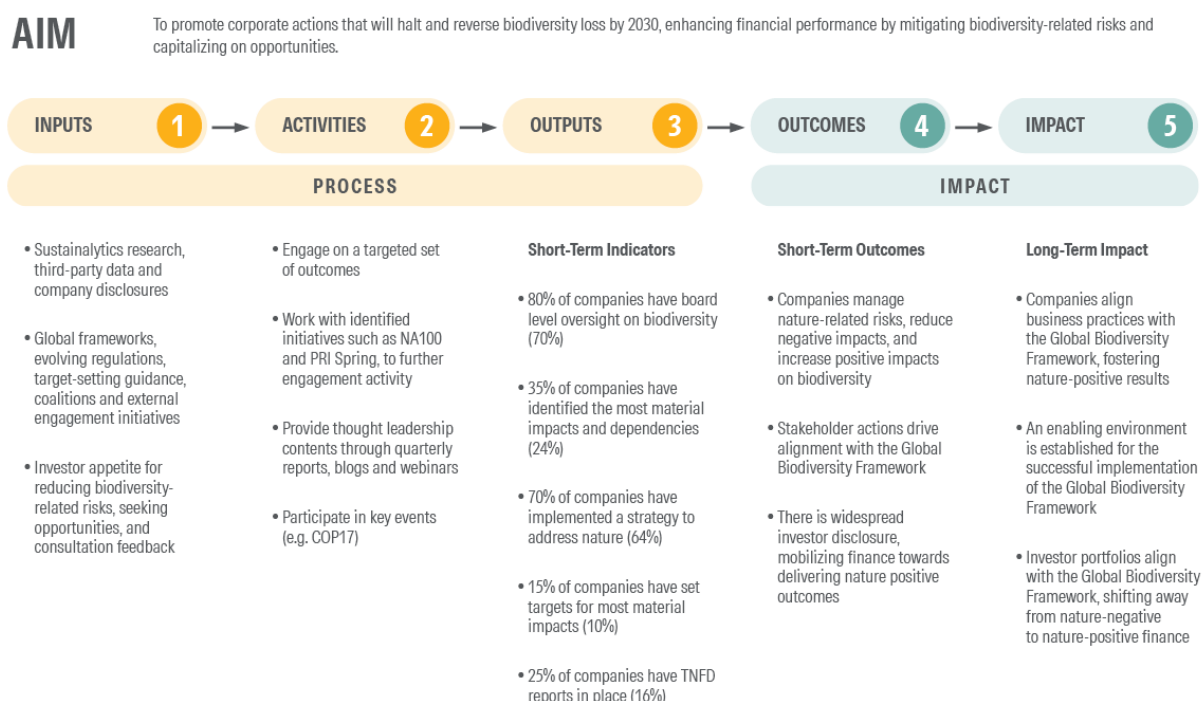 AIM
To promote corporate actions that will halt and reverse biodiversity loss by 2030, enhancing financial performance by mitigating biodiversity-related risks and
capitalizing on opportunities.
INPUTS 1
ACTIVITIES 2
OUTPUTS 3
OUTCOMES 4
IMPACT 5
PROCESS
IMPACT
• Sustainalytics research,
third-party data and
company disclosures
• Global frameworks,
evolving regulations,
target-setting guidance,
coalitions and external
engagement initiatives
• Investor appetite for
reducing biodiversity-
related risks, seeking
opportunities, and
consultation feedback
• Engage on a targeted set
of outcomes
• Work with identified
initiatives such as NA100
and PRI Spring, to further
engagement activity
• Provide thought leadership
contents through quarterly
reports, blogs and webinars
• Participate in key events
(e.g. COP17)
Short-Term Indicators
• 80% of companies have board
level oversight on biodiversity
(70%)
• 35% of companies have
identified the most material
impacts and dependencies
(24%)
• 70% of companies have
implemented a strategy to
address nature (64%)
• 15% of companies have set
targets for most material
impacts (10%)
• 25% of companies have TNFD
reports in place (16%)
Short-Term Outcomes
• Companies manage
nature-related risks, reduce
negative impacts, and
increase positive impacts
on biodiversity
• Stakeholder actions drive
alignment with the Global
Biodiversity Framework
• There is widespread
investor disclosure,
mobilizing finance towards
delivering nature positive
outcomes
Long-Term Impact
• Companies align
business practices with
the Global Biodiversity
Framework, fostering
nature-positive results
• An enabling environment
is established for the
successful implementation
of the Global Biodiversity
Framework
• Investor portfolios align
with the Global Biodiversity
Framework, shifting away
from nature-negative
to nature-positive finance